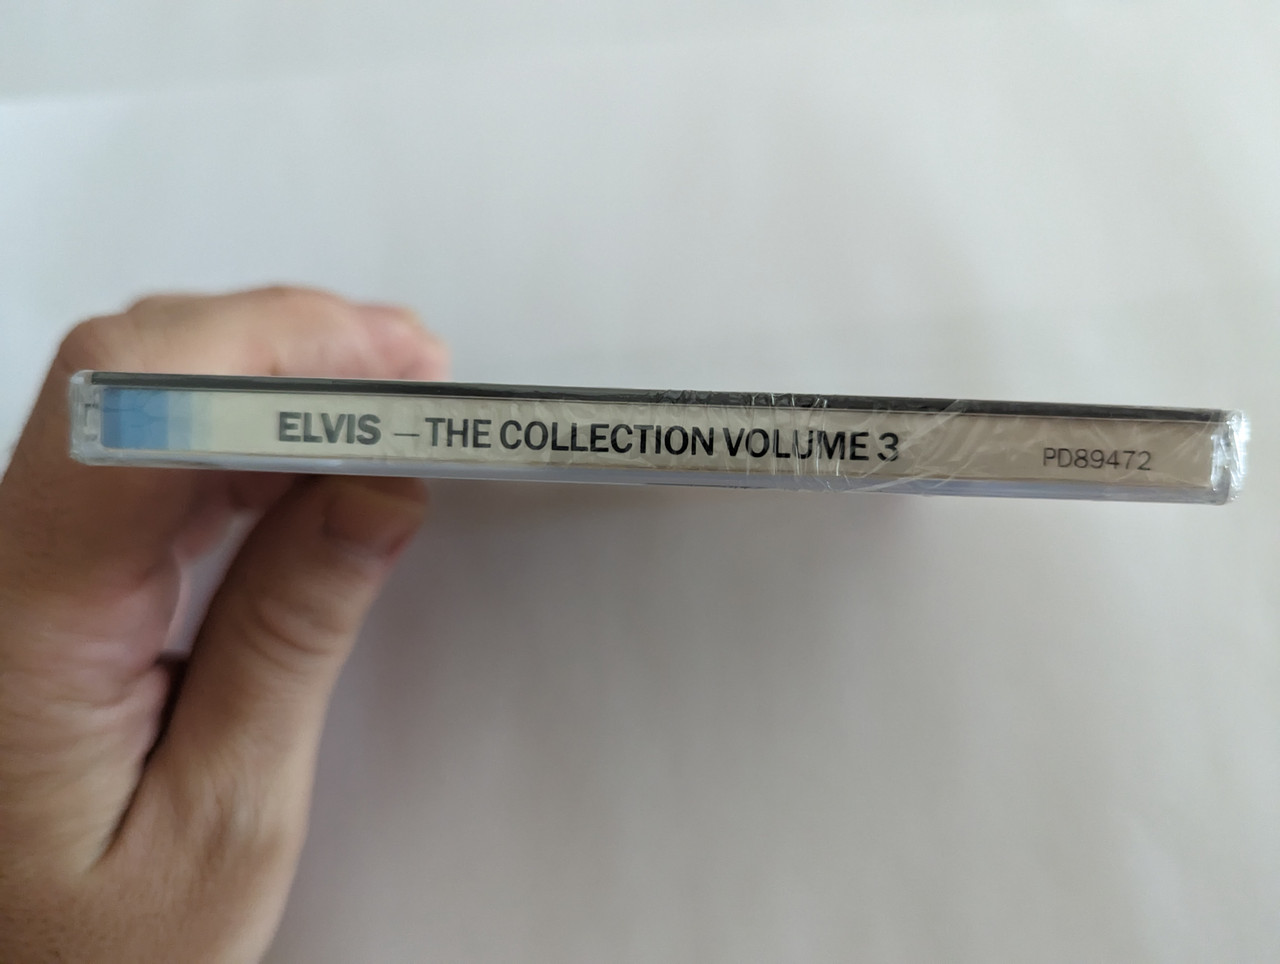 ELVIS – THE COLLECTION VOLUME 3 PD89472